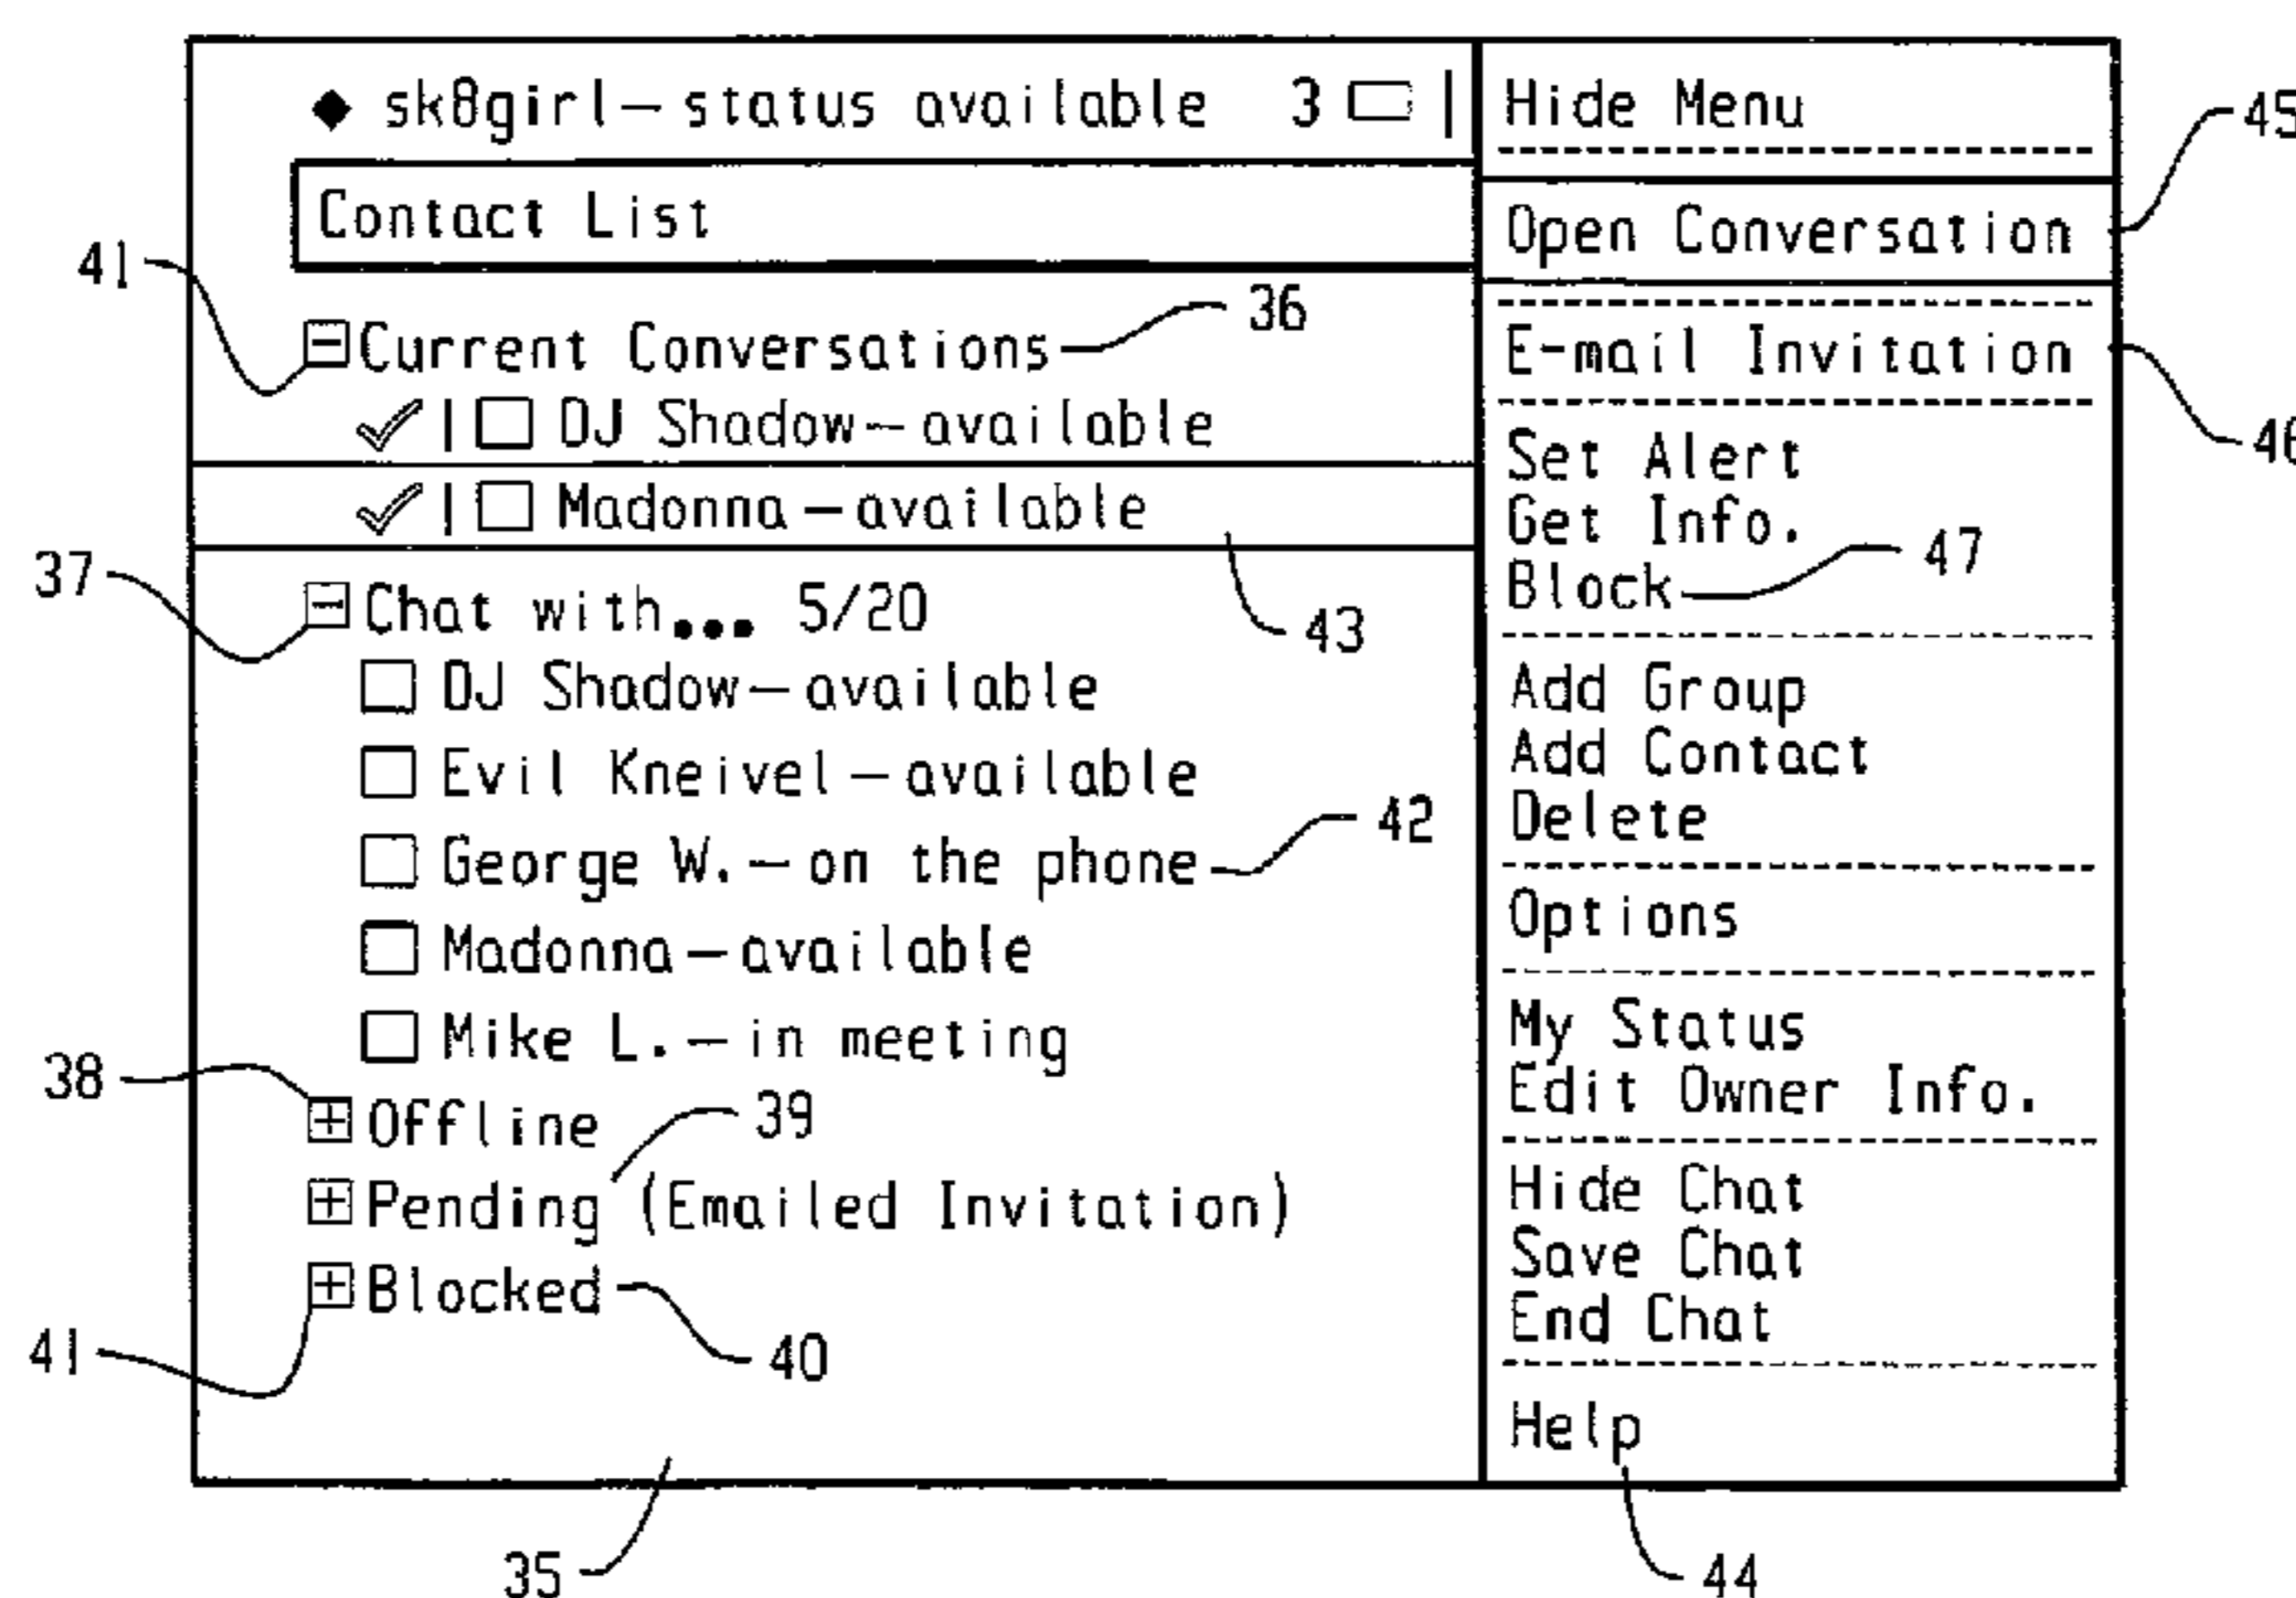 ◆ sk8girl—status available 3
Contact List
41
36
Current Conversations
DJ Shadow—available
Madonna—available
43
37
Chat with... 5/20
DJ Shadow—available
Evil Kneivel—available
George W.—on the phone
42
Madonna—available
Mike L.—in meeting
38
Offline
39
Pending (Emailed Invitation)
Blocked
41
40
35
Hide Menu
45
Open Conversation
E-mail Invitation
46
Set Alert
Get Info.
Block
47
Add Group
Add Contact
Delete
Options
My Status
Edit Owner Info.
Hide Chat
Save Chat
End Chat
Help
44